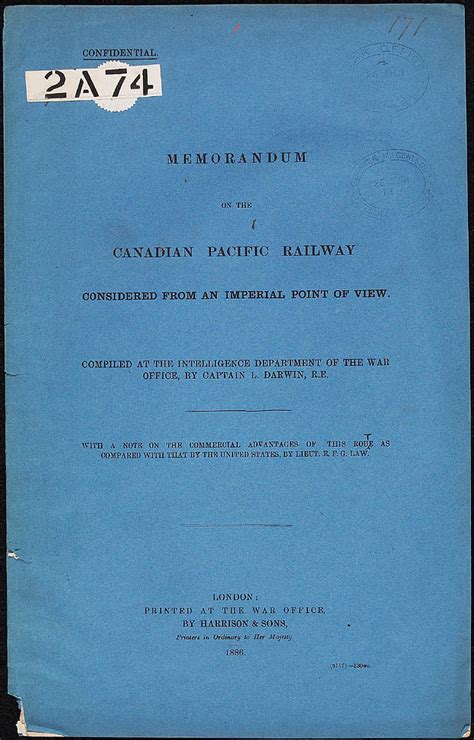 171
CONFIDENTIAL.
2A74
MEMORANDUM
ON THE
CANADIAN PACIFIC RAILWAY
CONSIDERED FROM AN IMPERIAL POINT OF VIEW.
COMPILED AT THE INTELLIGENCE DEPARTMENT OF THE WAR
OFFICE, BY CAPTAIN L. DARWIN, R.E.
T
WITH A NOTE ON THE COMMERCIAL ADVANTAGES OF THIS ROUE AS
COMPARED WITH THAT BY THE UNITED STATES, BY LIEUT. E. F. G. LAW.
LONDON:
PRINTED AT THE WAR OFFICE,
BY HARRISON & SONS,
Printers in Ordinary to Her Majesty
1886.